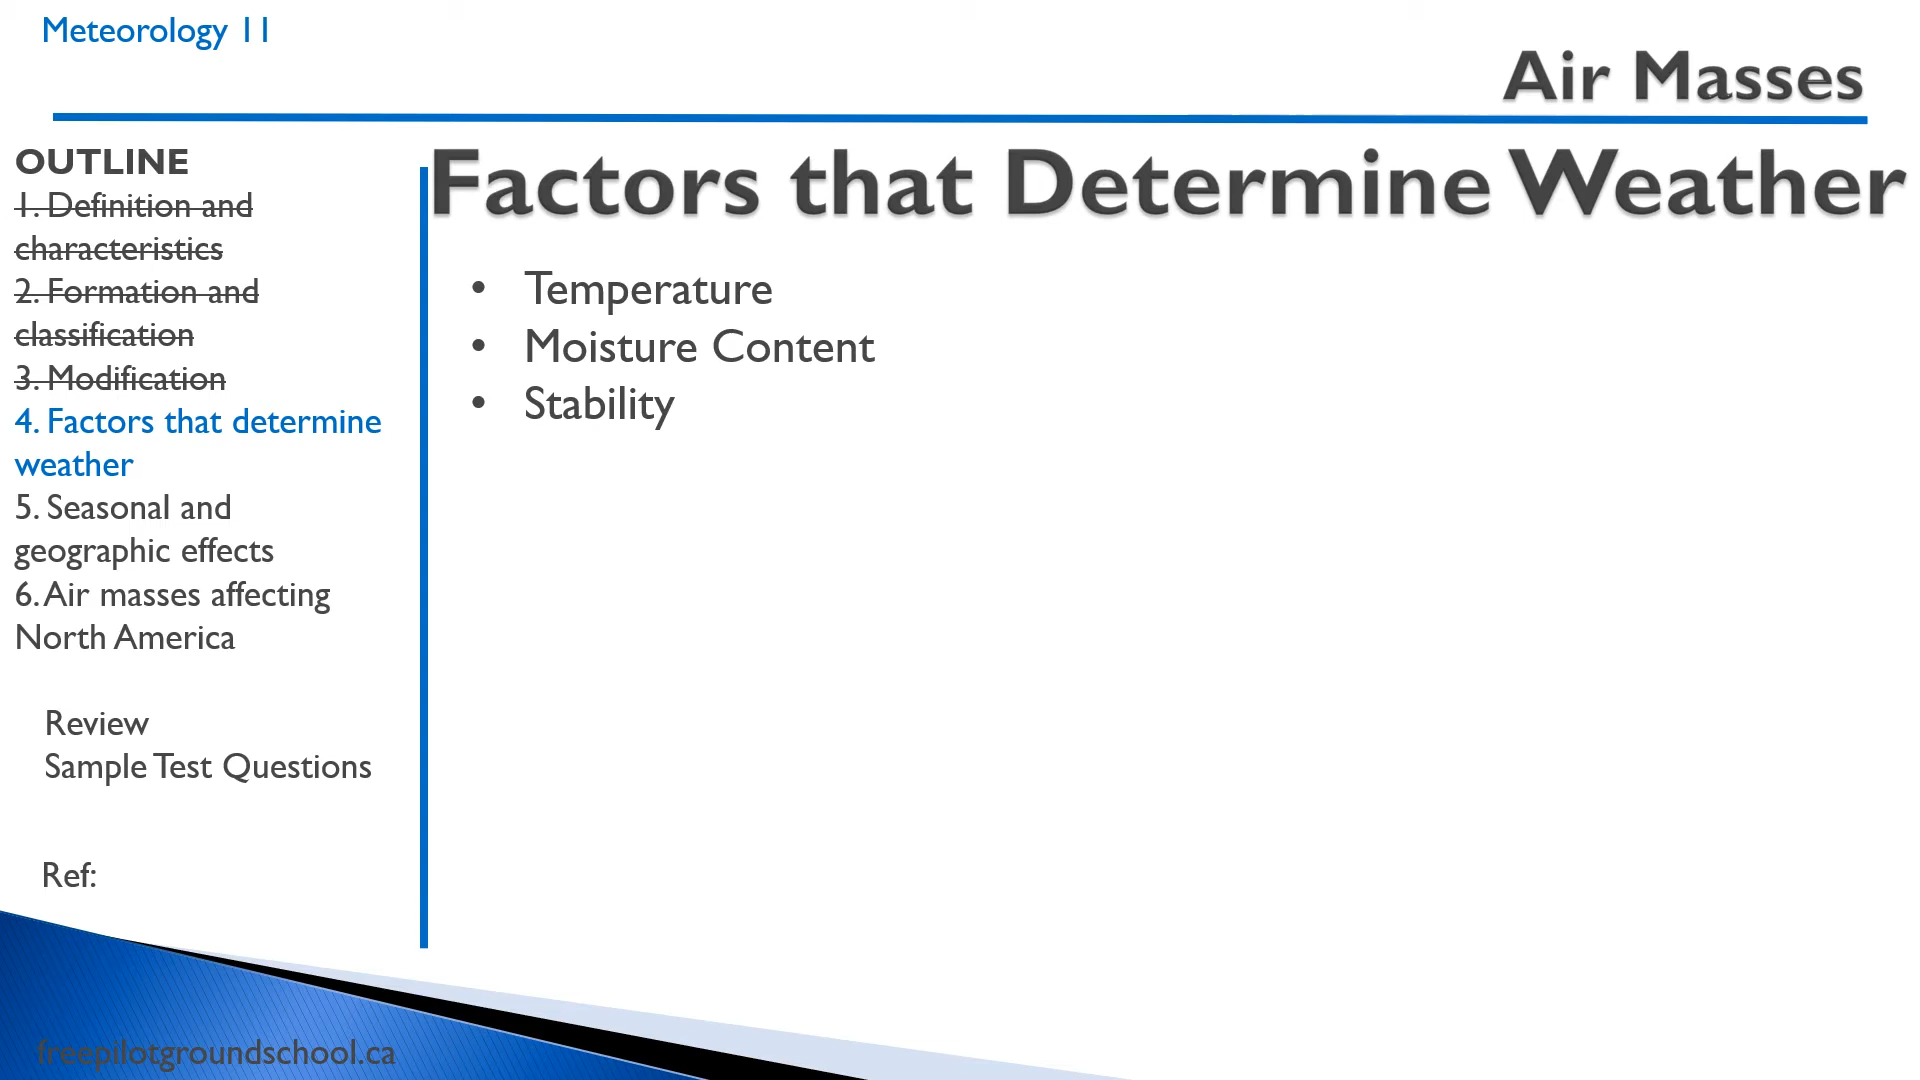 Meteorology 11
Air Masses
OUTLINE
1. Definition and
characteristics
2. Formation and
classification
3. Modification
4. Factors that determine
weather
5. Seasonal and
geographic effects
6. Air masses affecting
North America
Review
Sample Test Questions
Ref:
Factors that Determine Weather
• Temperature
• Moisture Content
• Stability
freepilotgroundschool.ca